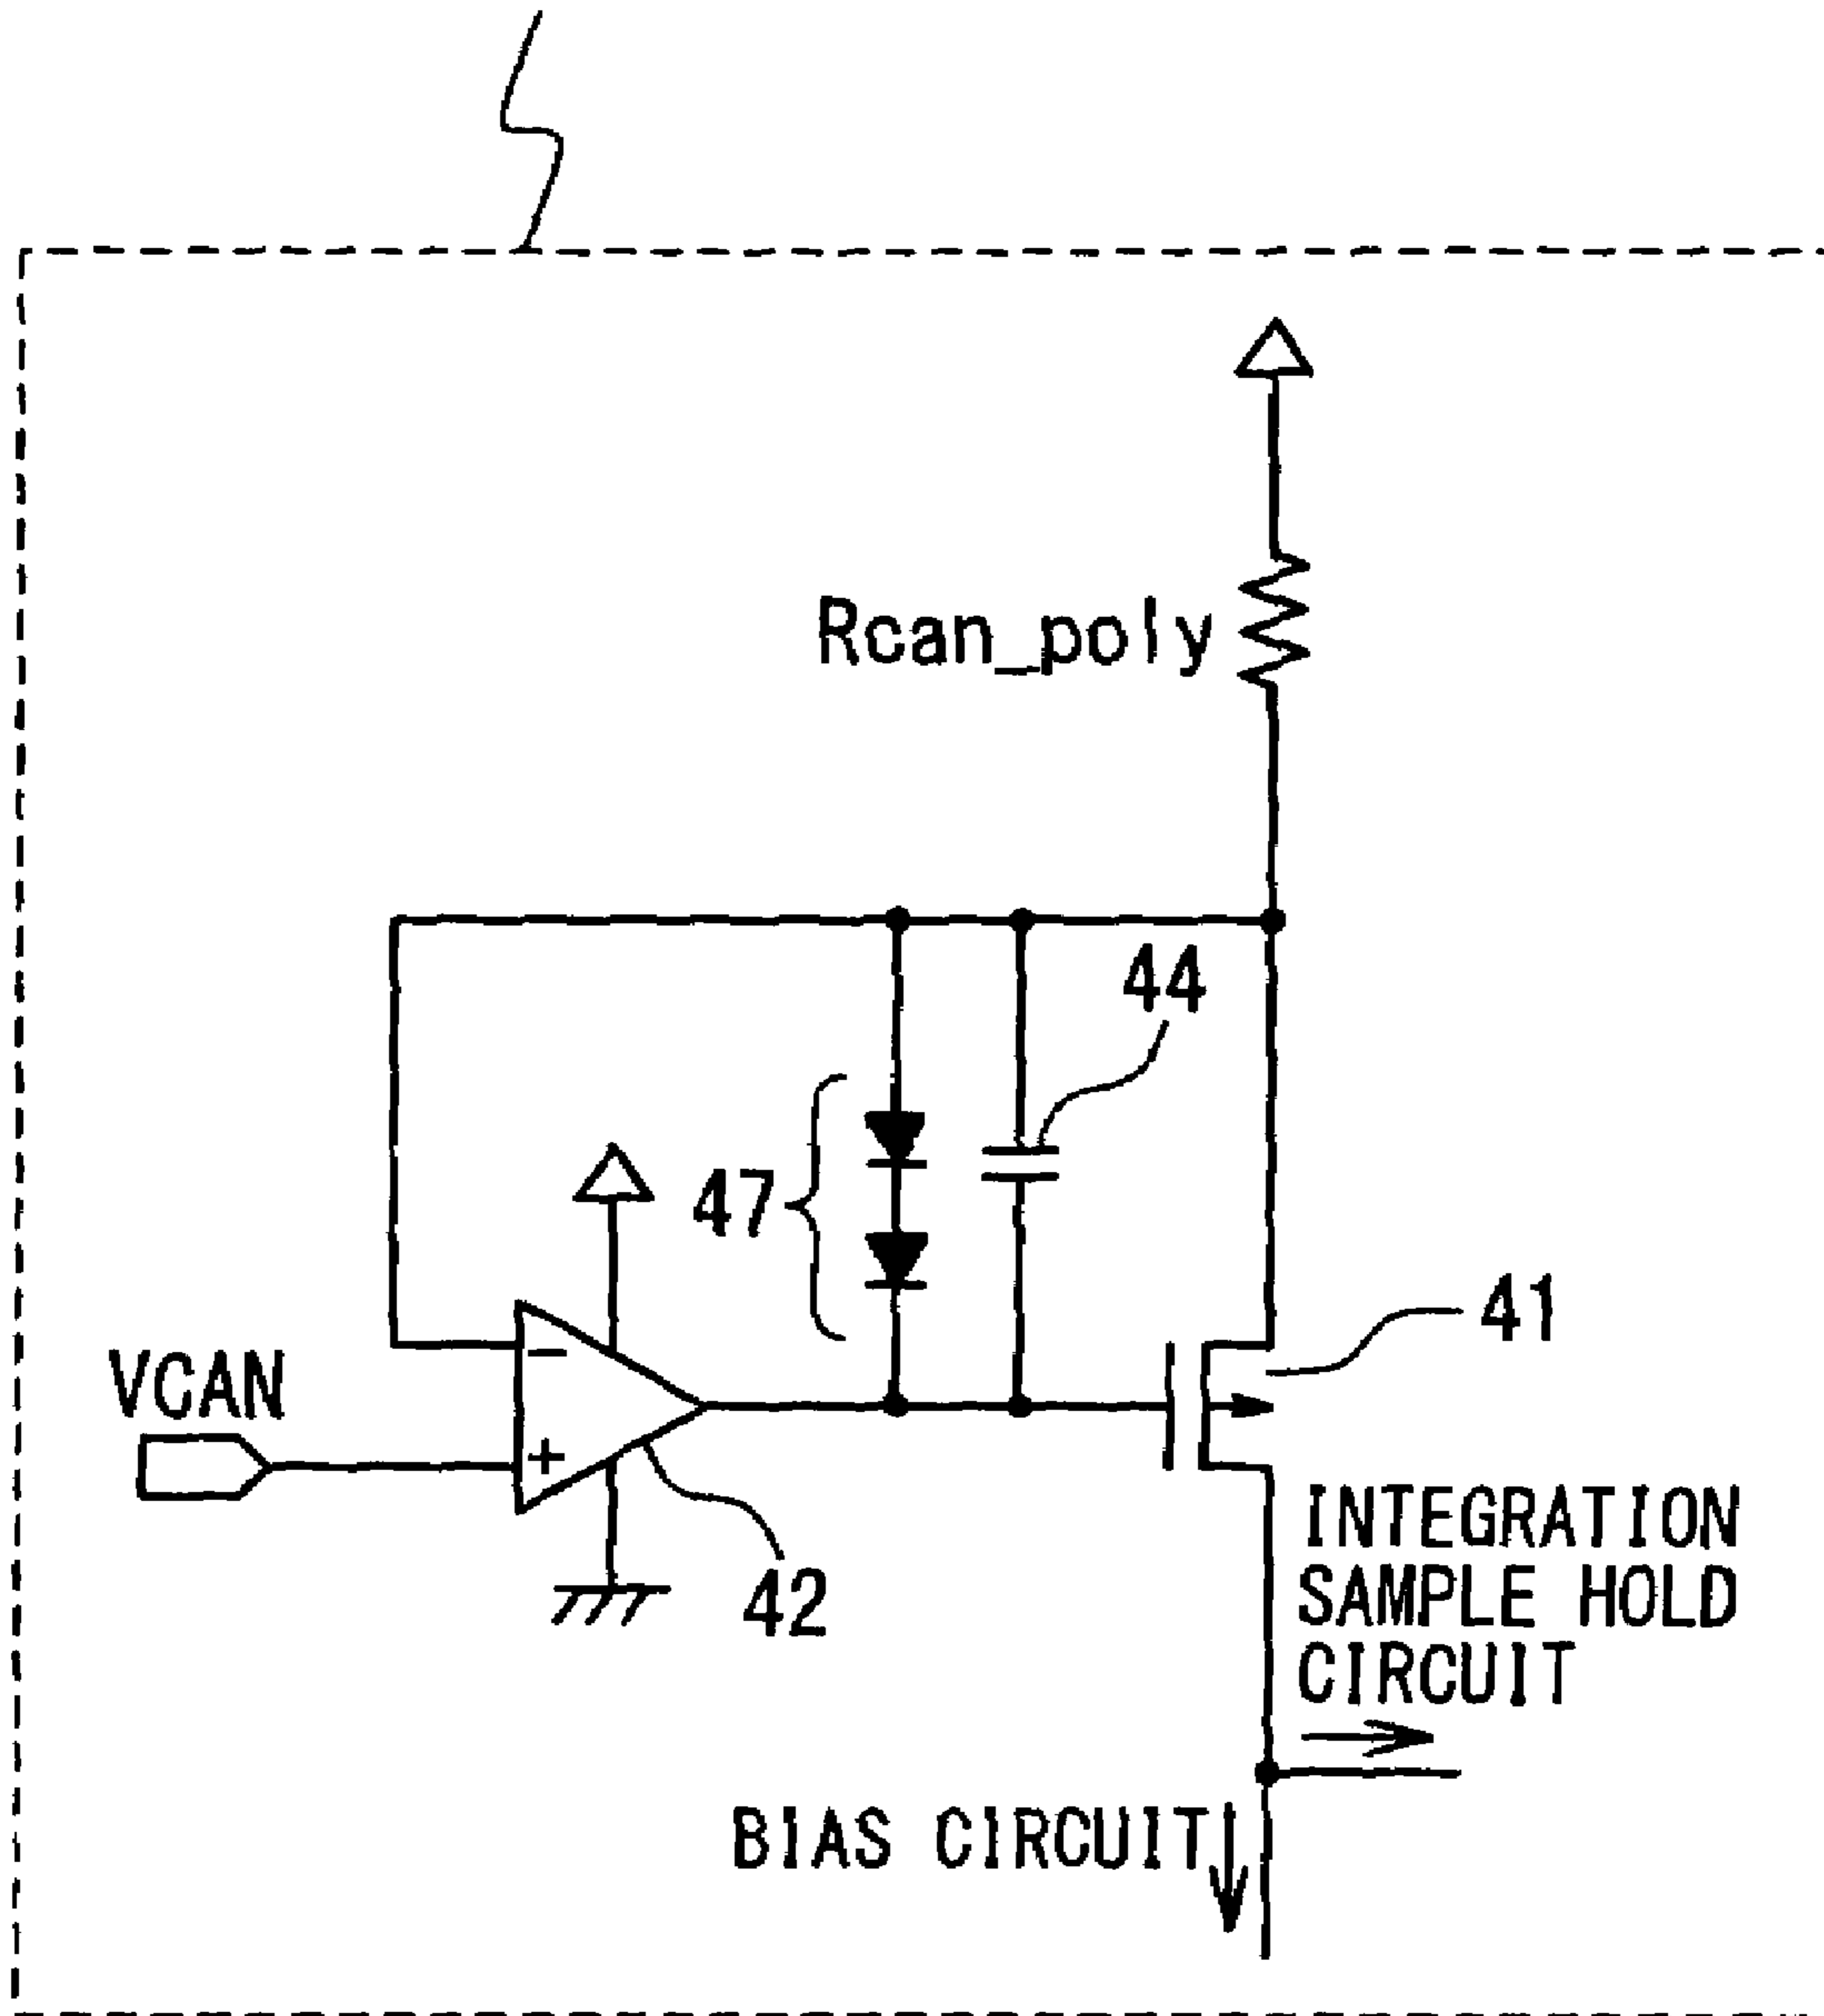 Rcan_poly
44
47
41
VCAN
-
+
42
INTEGRATION
SAMPLE HOLD
CIRCUIT
BIAS CIRCUIT